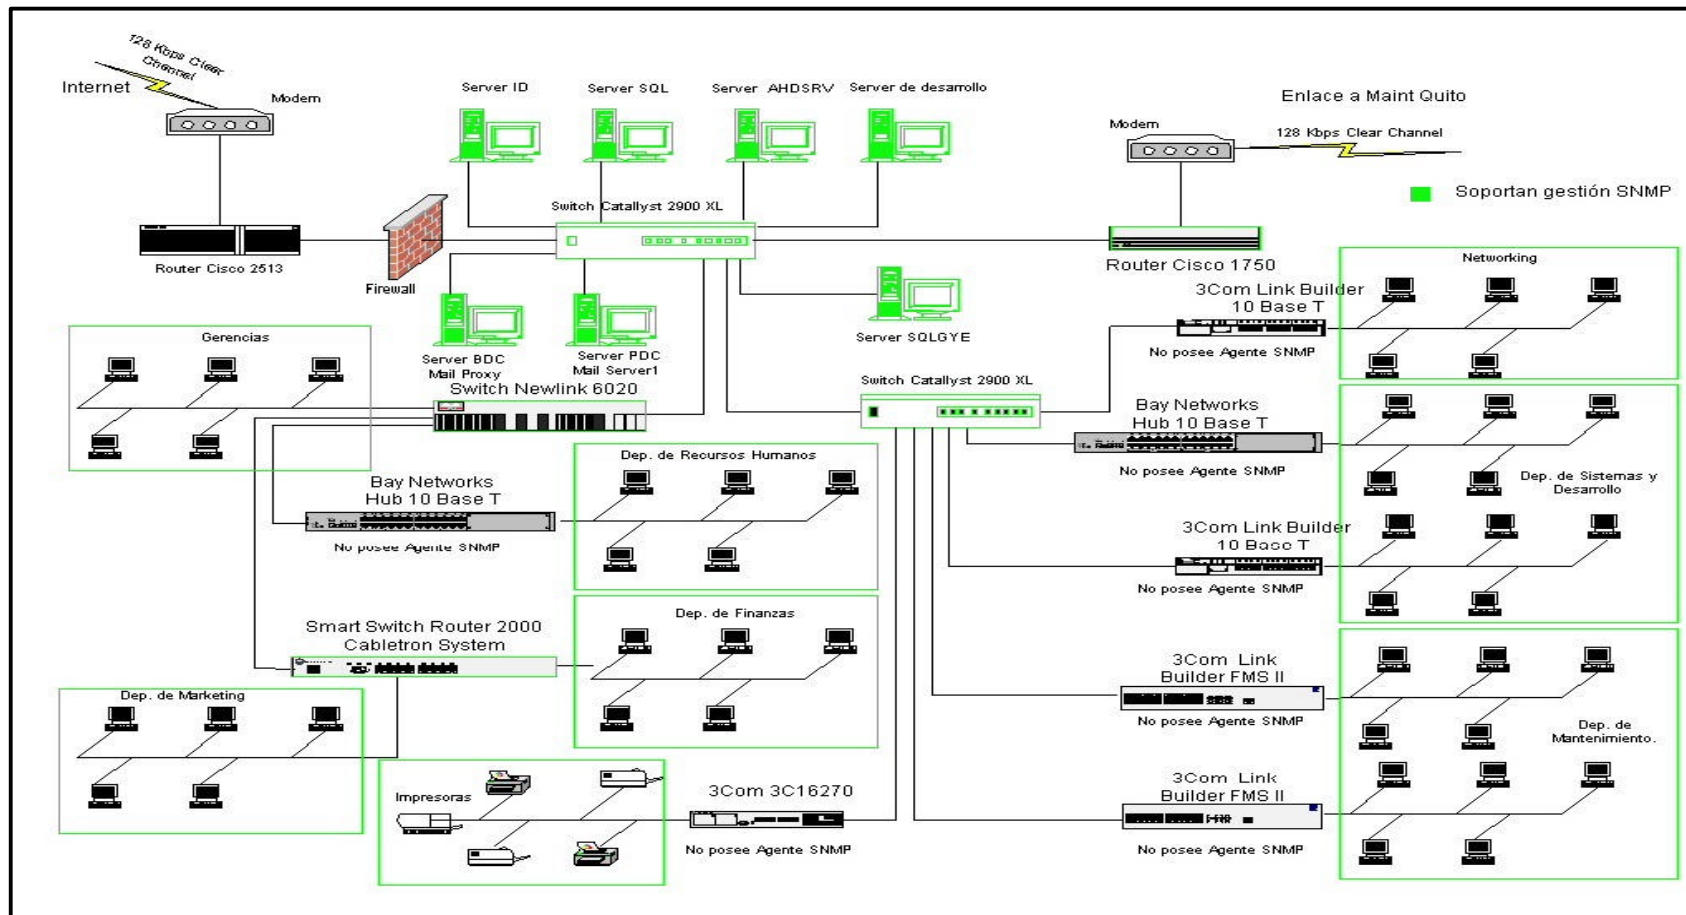 128 Kbps Clear
Channel
Internet
Modem
Router Cisco 2513
Firewall
Server ID
Server SQL
Server AHDSRV
Server de desarrollo
Switch Catallyst 2900 XL
Enlace a Maint Quito
Modem
128 Kbps Clear Channel
Soportan gestión SNMP
Router Cisco 1750
Server BDC
Mail Proxy
Server PDC
Mail Server1
Server SQLGYE
Gerencias
Switch Newlink 6020
Switch Catallyst 2900 XL
3Com Link Builder
10 Base T
No posee Agente SNMP
Networking
Bay Networks
Hub 10 Base T
No posee Agente SNMP
Dep. de Sistemas y
Desarrollo
3Com Link Builder
10 Base T
No posee Agente SNMP
Bay Networks
Hub 10 Base T
No posee Agente SNMP
Dep. de Recursos Humanos
Smart Switch Router 2000
Cabletron System
Dep. de Finanzas
Dep. de Marketing
Impresoras
3Com 3C16270
No posee Agente SNMP
3Com Link
Builder FMS II
No posee Agente SNMP
Dep. de
Mantenimiento.
3Com Link
Builder FMS II
No posee Agente SNMP